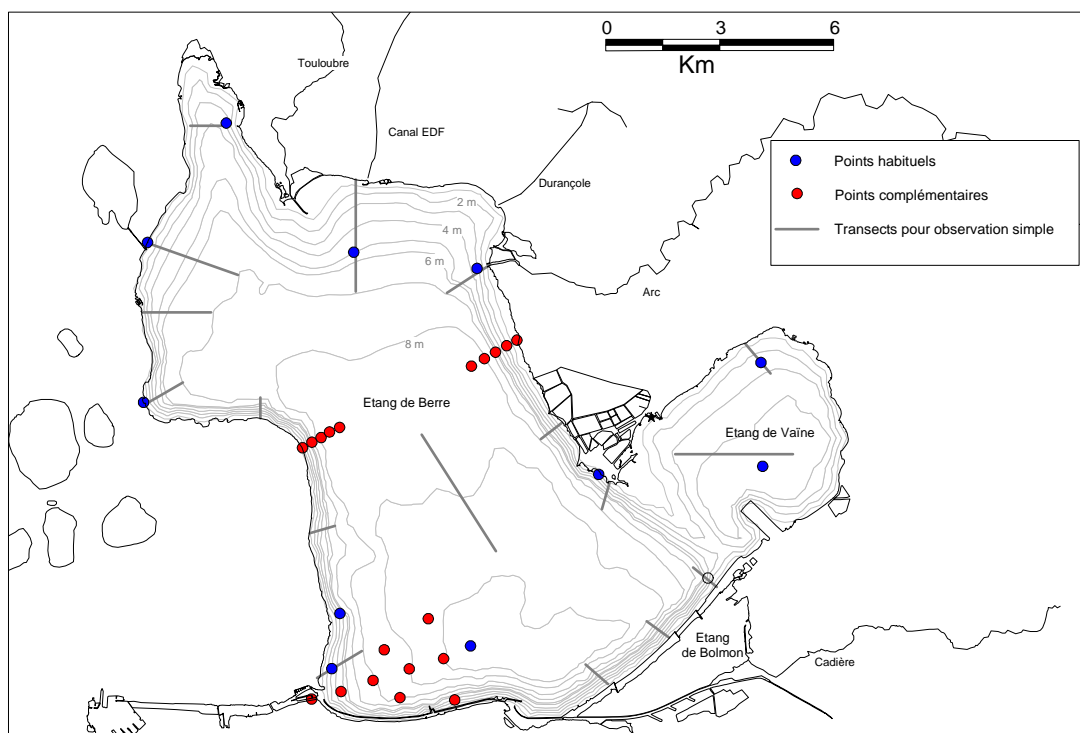 0 3 6
Km
Touloubre
Canal EDF
Durançole
Points habituels
Points complémentaires
Transects pour observation simple
2 m
4 m
6 m
Arc
8 m
Etang de Berre
Etang de Vaïne
Etang
de Bolmon
Cadière